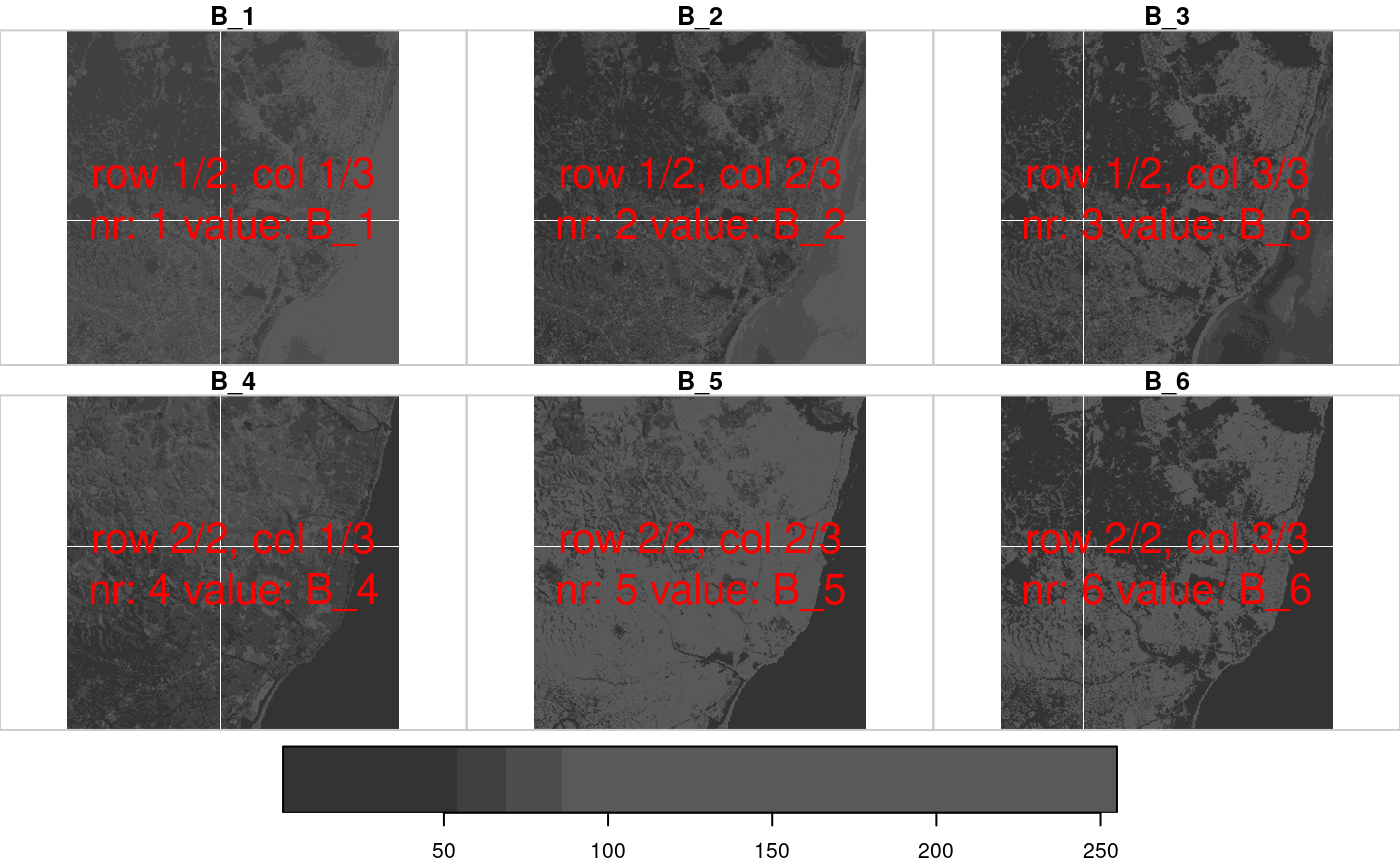 B_1
B_2
B_3
row 1/2, col 1/3
nr: 1 value: B_1
row 1/2, col 2/3
nr: 2 value: B_2
row 1/2, col 3/3
nr: 3 value: B_3
B_4
B_5
B_6
row 2/2, col 1/3
nr: 4 value: B_4
row 2/2, col 2/3
nr: 5 value: B_5
row 2/2, col 3/3
nr: 6 value: B_6
50 100 150 200 250